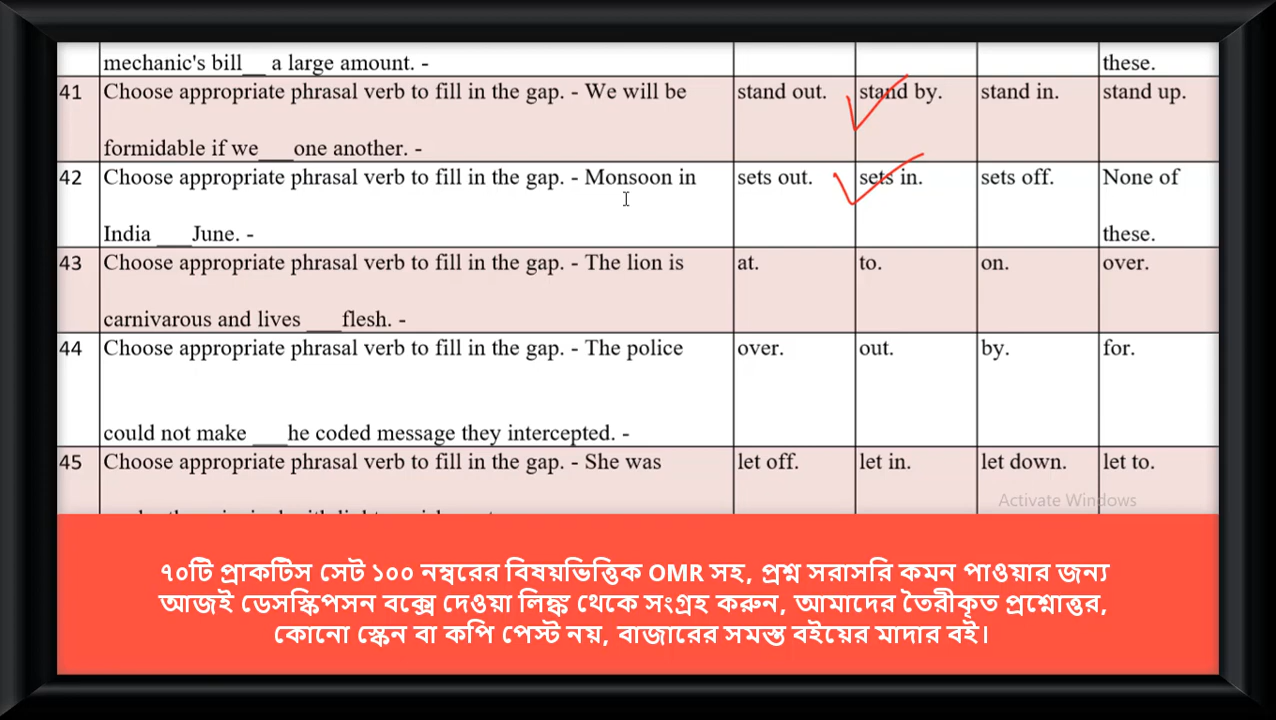 mechanic's bill__ a large amount. - these.
41 Choose appropriate phrasal verb to fill in the gap. - We will be stand out. stand by. stand in. stand up.
formidable if we___one another. -
42 Choose appropriate phrasal verb to fill in the gap. - Monsoon in sets out. sets in. sets off. None of
India ___June. - these.
43 Choose appropriate phrasal verb to fill in the gap. - The lion is at. to. on. over.
carnivarous and lives ___flesh. -
44 Choose appropriate phrasal verb to fill in the gap. - The police over. out. by. for.
could not make ___he coded message they intercepted. -
45 Choose appropriate phrasal verb to fill in the gap. - She was let off. let in. let down. let to.
Activate Windows
৭০টি প্রাকটিস সেট ১০০ নম্বরের বিষয়ভিত্তিক OMR সহ, প্রশ্ন সরাসরি কমন পাওয়ার জন্য
আজই ডেসস্ক্রিপসন বক্সে দেওয়া লিঙ্ক থেকে সংগ্রহ করুন, আমাদের তৈরীকৃত প্রশ্নোত্তর,
কোনো স্কেন বা কপি পেস্ট নয়, বাজারের সমস্ত বইয়ের মাদার বই।